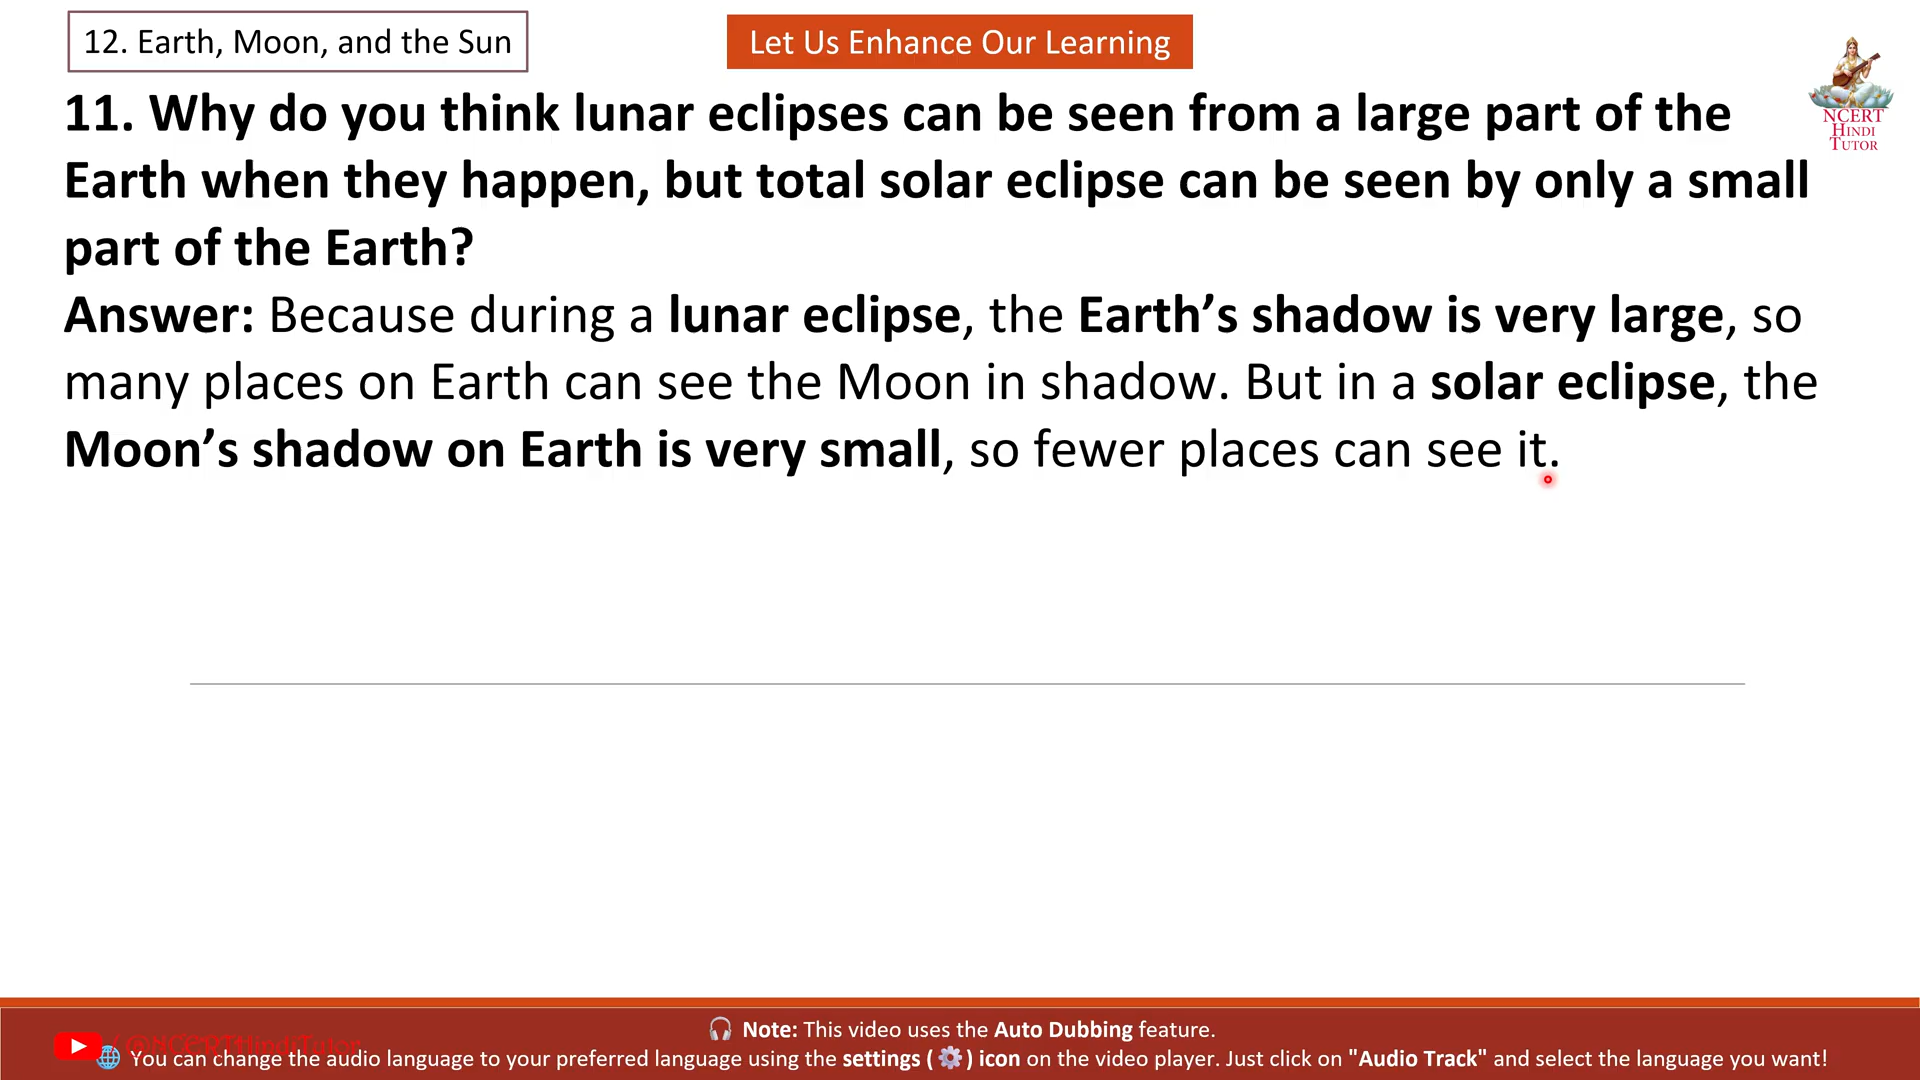 12. Earth, Moon, and the Sun
Let Us Enhance Our Learning
NCERT
HINDI
TUTOR
11. Why do you think lunar eclipses can be seen from a large part of the
Earth when they happen, but total solar eclipse can be seen by only a small
part of the Earth?
Answer: Because during a lunar eclipse, the Earth’s shadow is very large, so
many places on Earth can see the Moon in shadow. But in a solar eclipse, the
Moon’s shadow on Earth is very small, so fewer places can see it.
🎧 Note: This video uses the Auto Dubbing feature.
🌐 You can change the audio language to your preferred language using the settings (⚙️) icon on the video player. Just click on "Audio Track" and select the language you want!